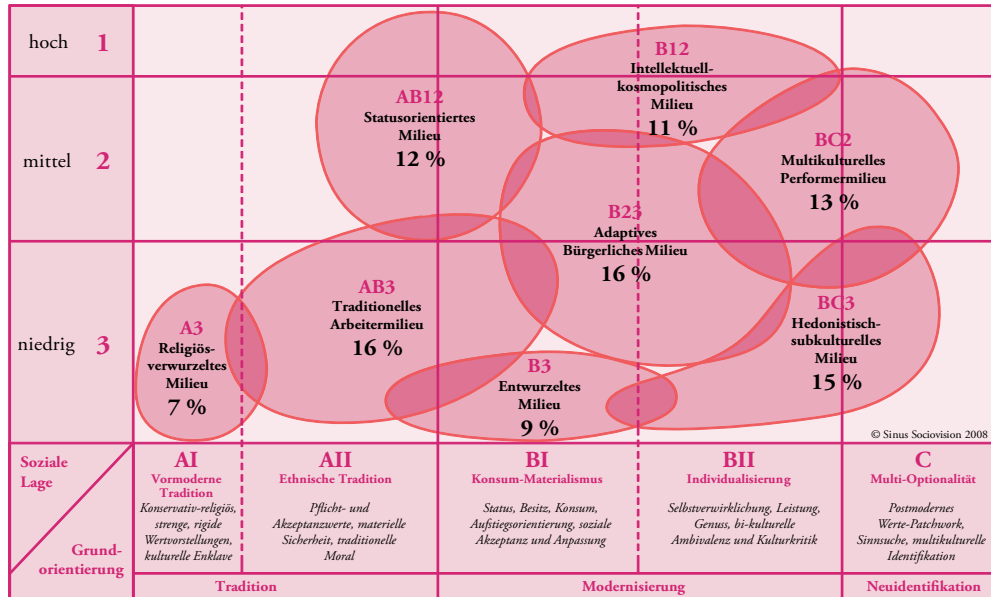 hoch 1
mittel 2
niedrig 3
B12
Intellektuell-
kosmopolitisches
Milieu
11 %
AB12
Statusorientiertes
Milieu
12 %
BC2
Multikulturelles
Performermilieu
13 %
B23
Adaptives
Bürgerliches Milieu
16 %
AB3
Traditionelles
Arbeitermilieu
16 %
A3
Religiös-
verwurzeltes
Milieu
7 %
B3
Entwurzeltes
Milieu
9 %
BC3
Hedonistisch-
subkulturelles
Milieu
15 %
© Sinus Sociovision 2008
Soziale
Lage
Grund-
orientierung
AI
Vormoderne
Tradition
Konservativ-religiös,
strenge, rigide
Wertvorstellungen,
kulturelle Enklave
AII
Ethnische Tradition
Pflicht- und
Akzeptanzwerte, materielle
Sicherheit, traditionelle
Moral
BI
Konsum-Materialismus
Status, Besitz, Konsum,
Aufstiegsorientierung, soziale
Akzeptanz und Anpassung
BII
Individualisierung
Selbstverwirklichung, Leistung,
Genuss, bi-kulturelle
Ambivalenz und Kulturkritik
C
Multi-Optionalität
Postmodernes
Werte-Patchwork,
Sinnsuche, multikulturelle
Identifikation
Tradition
Modernisierung
Neuidentifikation